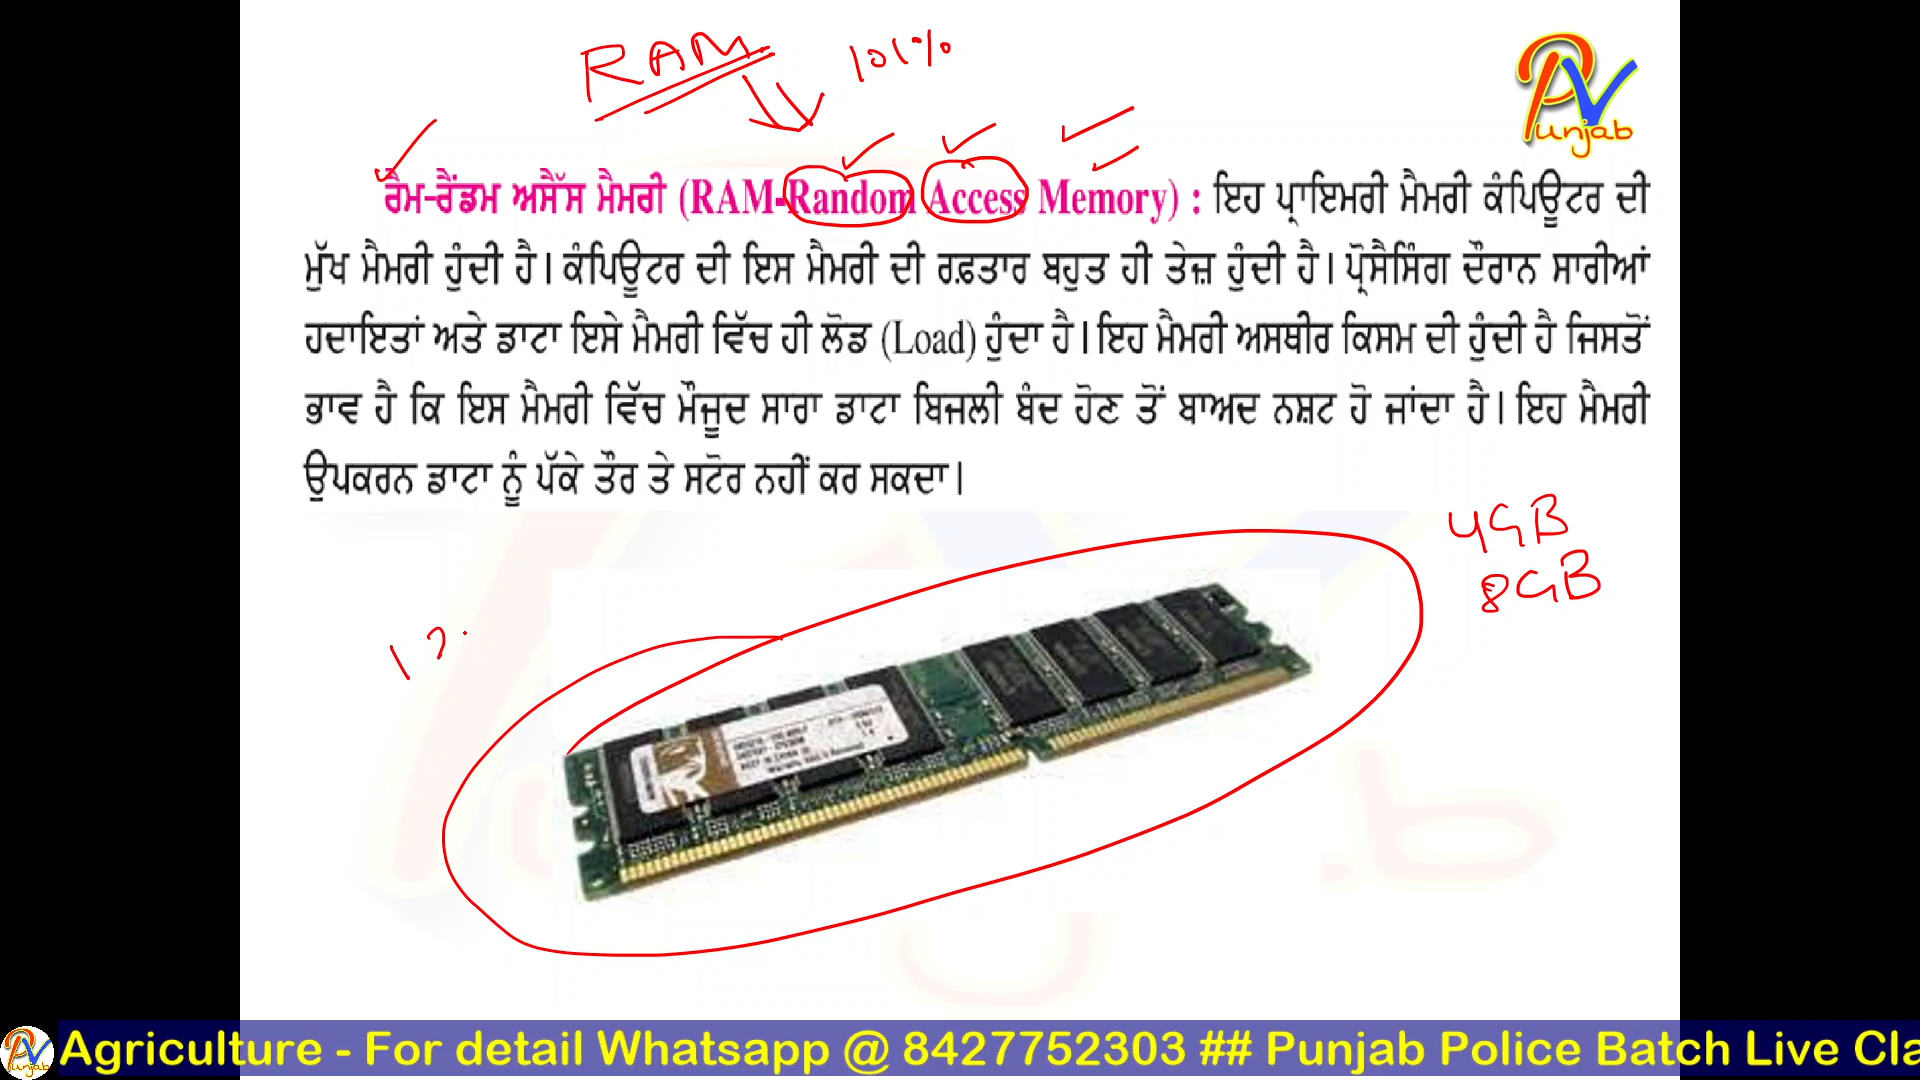 RAM 101%
PV
Punjab
ਰੈਮ-ਰੈਂਡਮ ਅਸੈੱਸ ਮੈਮਰੀ (RAM-Random Access Memory) : ਇਹ ਪ੍ਰਾਇਮਰੀ ਮੈਮਰੀ ਕੰਪਿਊਟਰ ਦੀ
ਮੁੱਖ ਮੈਮਰੀ ਹੁੰਦੀ ਹੈ। ਕੰਪਿਊਟਰ ਦੀ ਇਸ ਮੈਮਰੀ ਦੀ ਰਫ਼ਤਾਰ ਬਹੁਤ ਹੀ ਤੇਜ਼ ਹੁੰਦੀ ਹੈ। ਪ੍ਰੋਸੈਸਿੰਗ ਦੌਰਾਨ ਸਾਰੀਆਂ
ਹਦਾਇਤਾਂ ਅਤੇ ਡਾਟਾ ਇਸੇ ਮੈਮਰੀ ਵਿੱਚ ਹੀ ਲੋਡ (Load) ਹੁੰਦਾ ਹੈ। ਇਹ ਮੈਮਰੀ ਅਸਥੀਰ ਕਿਸਮ ਦੀ ਹੁੰਦੀ ਹੈ ਜਿਸਤੋਂ
ਭਾਵ ਹੈ ਕਿ ਇਸ ਮੈਮਰੀ ਵਿੱਚ ਮੌਜੂਦ ਸਾਰਾ ਡਾਟਾ ਬਿਜਲੀ ਬੰਦ ਹੋਣ ਤੋਂ ਬਾਅਦ ਨਸ਼ਟ ਹੋ ਜਾਂਦਾ ਹੈ। ਇਹ ਮੈਮਰੀ
ਉਪਕਰਨ ਡਾਟਾ ਨੂੰ ਪੱਕੇ ਤੌਰ ਤੇ ਸਟੋਰ ਨਹੀਂ ਕਰ ਸਕਦਾ।
4GB
8GB
Agriculture - For detail Whatsapp @ 8427752303 ## Punjab Police Batch Live Cla